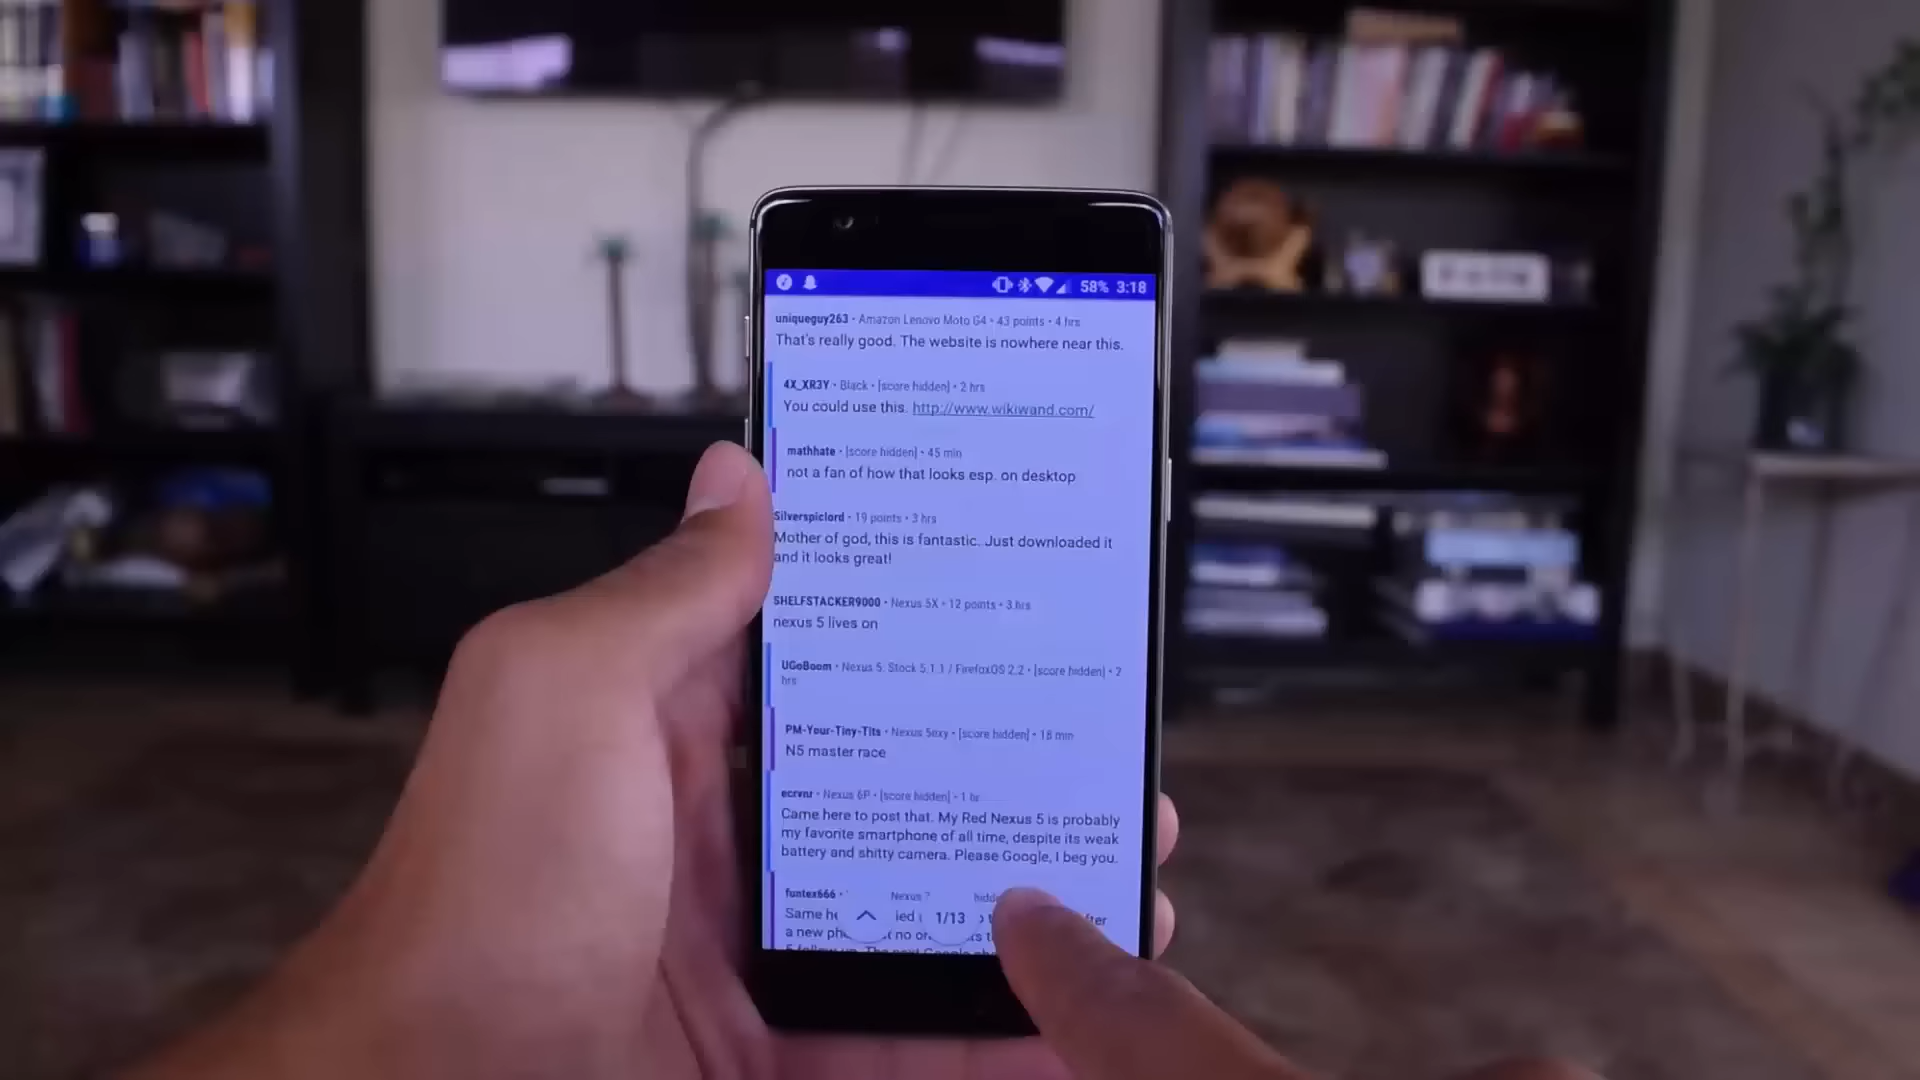 58% 3:18
uniqueguy263 • Amazon Lenovo Moto G4 • 43 points • 4 hrs
That's really good. The website is nowhere near this.
4X_XR3Y • Black • [score hidden] • 2 hrs
You could use this. http://www.wikiwand.com/
mathhate • [score hidden] • 45 min
not a fan of how that looks esp. on desktop
Silverspiclord • 19 points • 3 hrs
Mother of god, this is fantastic. Just downloaded it
and it looks great!
SHELFSTACKER9000 • Nexus 5X • 12 points • 3 hrs
nexus 5 lives on
UGoBoom • Nexus 5. Stock 5.1.1 / FirefoxOS 2.2 • [score hidden] • 2
hrs
PM-Your-Tiny-Tits • Nexus 5exy • [score hidden] • 18 min
N5 master race
ecrvnr • Nexus 6P • [score hidden] • 1 hr
Came here to post that. My Red Nexus 5 is probably
my favorite smartphone of all time, despite its weak
battery and shitty camera. Please Google, I beg you.
funtex666 • Nexus ?
Same 1/13
a new no